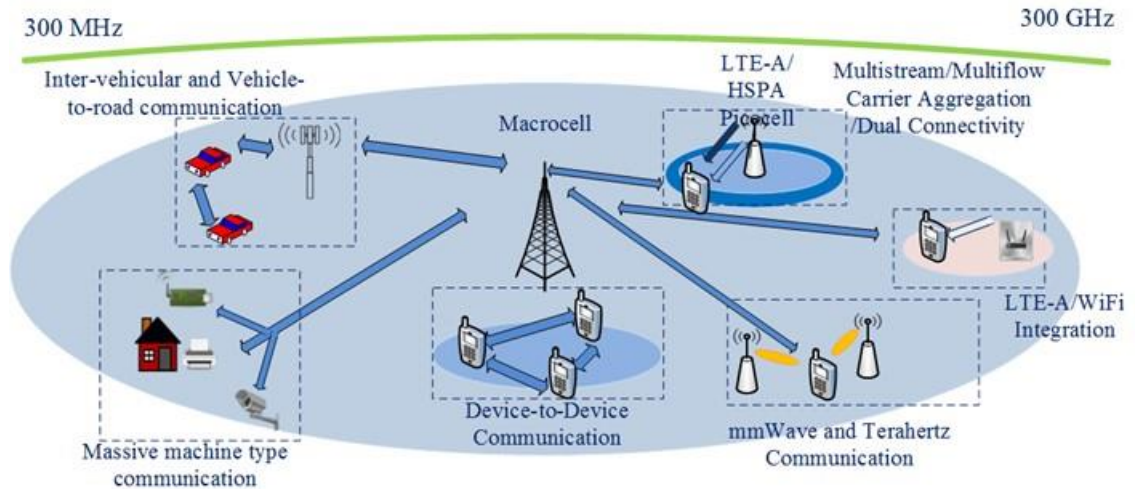 300 MHz
300 GHz
Inter-vehicular and Vehicle-
to-road communication
Macrocell
LTE-A/
HSPA
Picocell
Multistream/Multiflow
Carrier Aggregation
/Dual Connectivity
LTE-A/WiFi
Integration
Device-to-Device
Communication
mmWave and Terahertz
Communication
Massive machine type
communication